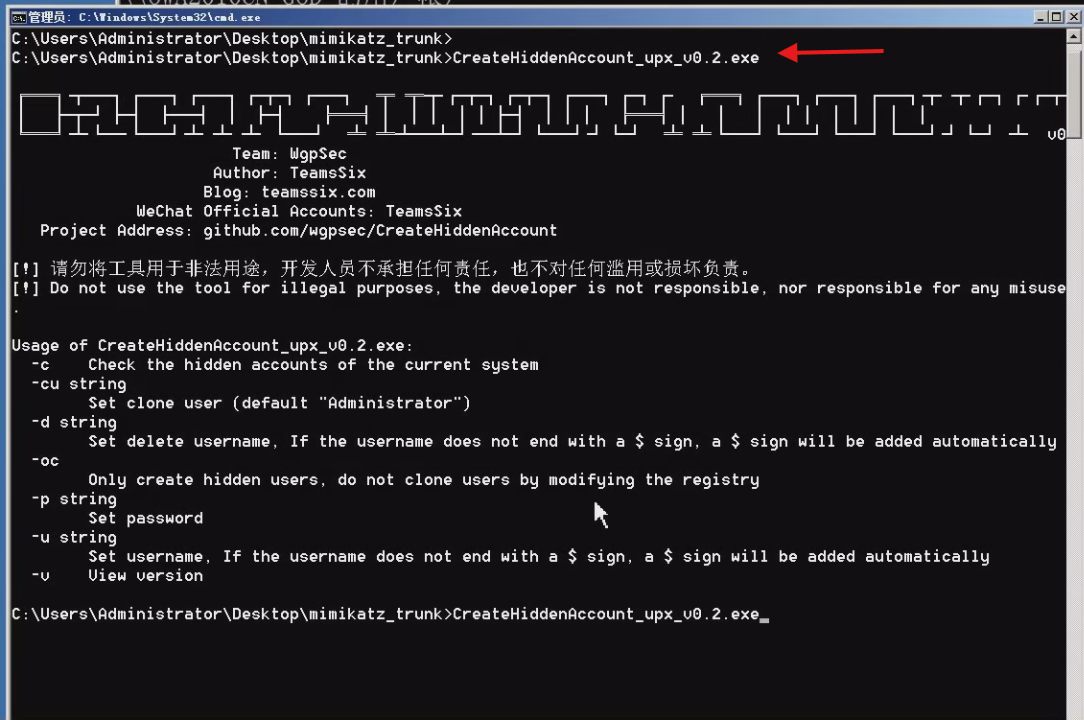 管理员: C:\Windows\System32\cmd.exe
C:\Users\Administrator\Desktop\mimikatz_trunk>
C:\Users\Administrator\Desktop\mimikatz_trunk>CreateHiddenAccount_upx_v0.2.exe
v0
Team: WgpSec
Author: TeamsSix
Blog: teamssix.com
WeChat Official Accounts: TeamsSix
Project Address: github.com/wgpsec/CreateHiddenAccount
[!] 请勿将工具用于非法用途，开发人员不承担任何责任，也不对任何滥用或损坏负责。
[!] Do not use the tool for illegal purposes, the developer is not responsible, nor responsible for any misuse
.
Usage of CreateHiddenAccount_upx_v0.2.exe:
-c Check the hidden accounts of the current system
-cu string
Set clone user (default "Administrator")
-d string
Set delete username, If the username does not end with a $ sign, a $ sign will be added automatically
-oc
Only create hidden users, do not clone users by modifying the registry
-p string
Set password
-u string
Set username, If the username does not end with a $ sign, a $ sign will be added automatically
-v View version
C:\Users\Administrator\Desktop\mimikatz_trunk>CreateHiddenAccount_upx_v0.2.exe